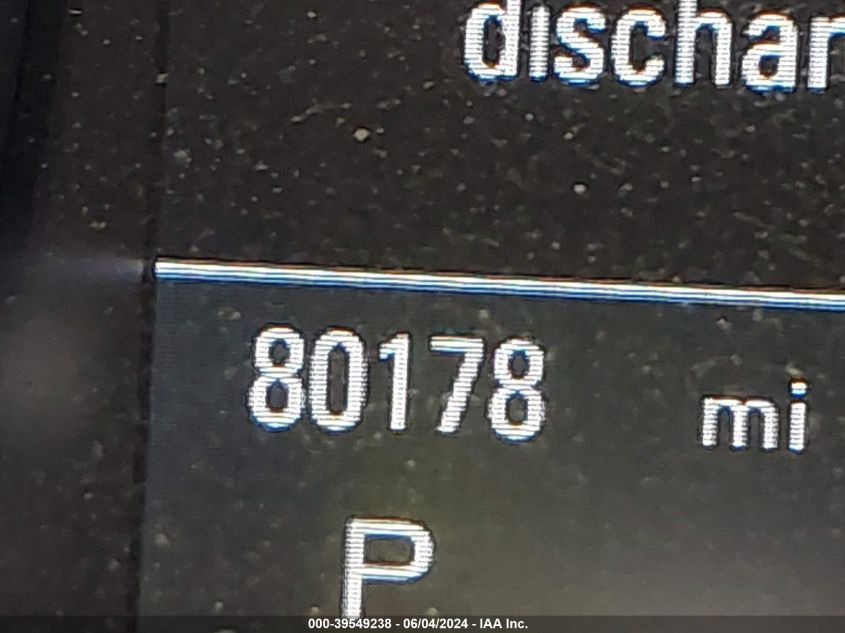 dischar
80178 mi
P
000-39549238 - 06/04/2024 - IAA Inc.